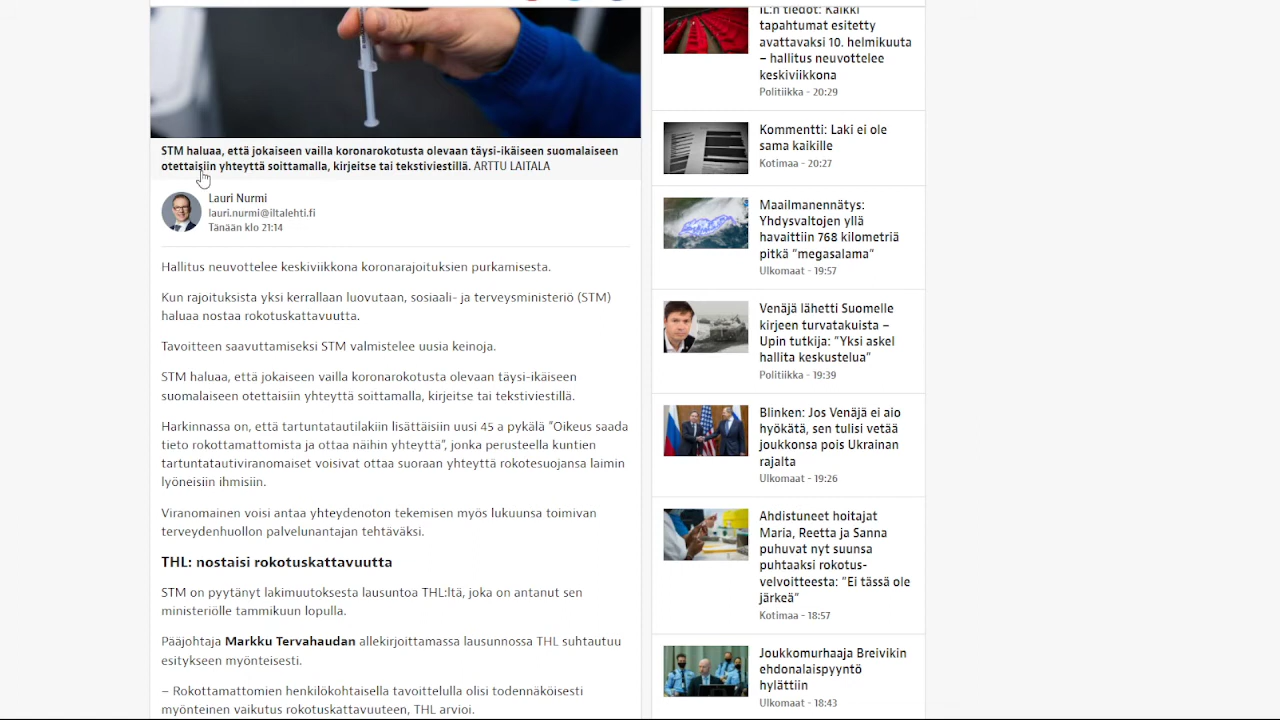 STM haluaa, että jokaiseen vailla koronarokotusta olevaan täysi-ikäiseen suomalaiseen
otettaisiin yhteyttä soittamalla, kirjeitse tai tekstiviestillä. ARTTU LAITALA
Lauri Nurmi
lauri.nurmi@iltalehti.fi
Tänään klo 21:14
Hallitus neuvottelee keskiviikkona koronarajoituksien purkamisesta.
Kun rajoituksista yksi kerrallaan luovutaan, sosiaali- ja terveysministeriö (STM)
haluaa nostaa rokotuskattavuutta.
Tavoitteen saavuttamiseksi STM valmistelee uusia keinoja.
STM haluaa, että jokaiseen vailla koronarokotusta olevaan täysi-ikäiseen
suomalaiseen otettaisiin yhteyttä soittamalla, kirjeitse tai tekstiviestillä.
Harkinnassa on, että tartuntatautilakiin lisättäisiin uusi 45 a pykälä ”Oikeus saada
tieto rokottamattomista ja ottaa näihin yhteyttä”, jonka perusteella kuntien
tartuntatautiviranomaiset voisivat ottaa suoraan yhteyttä rokotesuojansa laimin
lyöneisiin ihmisiin.
Viranomainen voisi antaa yhteydenoton tekemisen myös lukuunsa toimivan
terveydenhuollon palvelunantajan tehtäväksi.
THL: nostaisi rokotuskattavuutta
STM on pyytänyt lakimuutoksesta lausuntoa THL:ltä, joka on antanut sen
ministeriölle tammikuun lopulla.
Pääjohtaja Markku Tervahaudan allekirjoittamassa lausunnossa THL suhtautuu
esitykseen myönteisesti.
– Rokottamattomien henkilökohtaisella tavoittelulla olisi todennäköisesti
myönteinen vaikutus rokotuskattavuuteen, THL arvioi.
IL:n tiedot: Kaikki
tapahtumat esitetty
avattavaksi 10. helmikuuta
– hallitus neuvottelee
keskiviikkona
Politiikka - 20:29
Kommentti: Laki ei ole
sama kaikille
Kotimaa - 20:27
Maailmanennätys:
Yhdysvaltojen yllä
havaittiin 768 kilometriä
pitkä ”megasalama”
Ulkomaat - 19:57
Venäjä lähetti Suomelle
kirjeen turvatakuista –
Upin tutkija: ”Yksi askel
hallita keskustelua”
Politiikka - 19:39
Blinken: Jos Venäjä ei aio
hyökätä, sen tulisi vetää
joukkonsa pois Ukrainan
rajalta
Ulkomaat - 19:26
Ahdistuneet hoitajat
Maria, Reetta ja Sanna
puhuvat nyt suunsa
puhtaaksi rokotus-
velvoitteesta: ”Ei tässä ole
järkeä”
Kotimaa - 18:57
Joukkomurhaaja Breivikin
ehdonalaispyyntö
hylättiin
Ulkomaat - 18:43